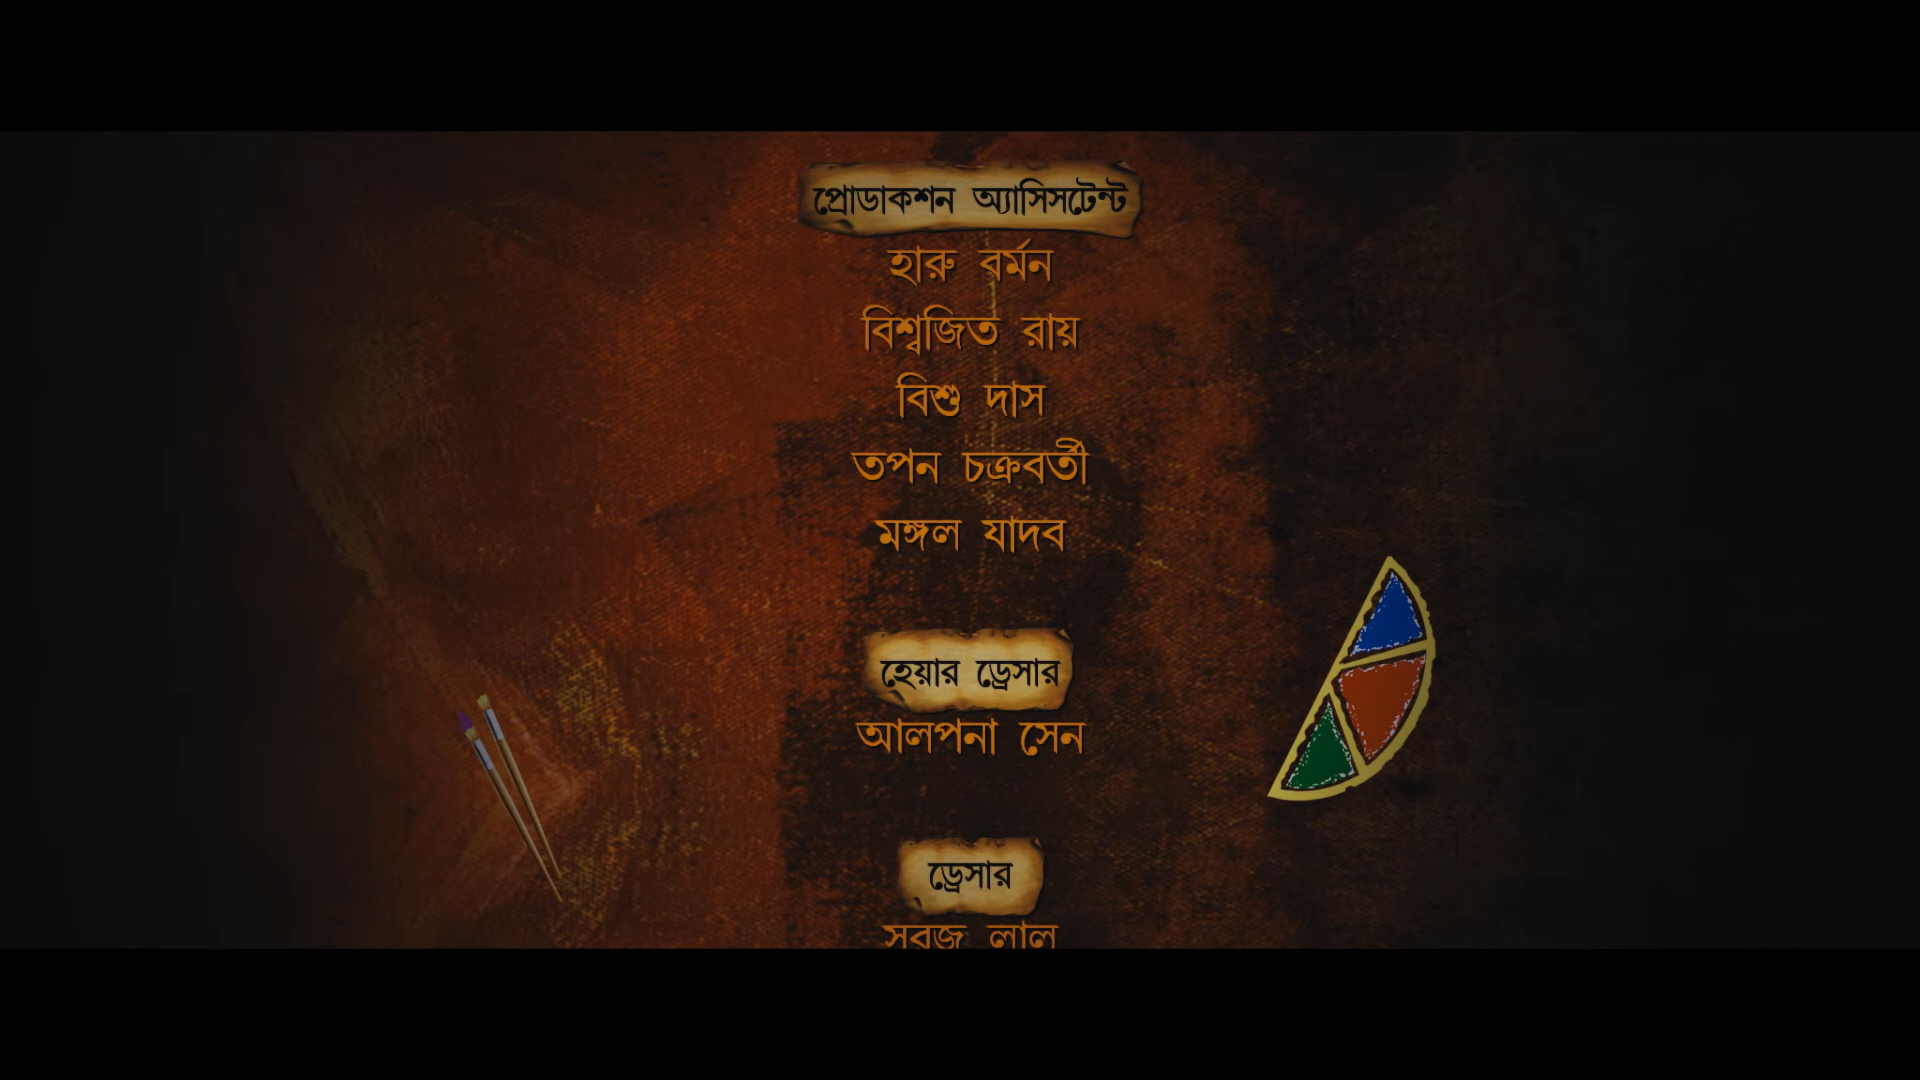 প্রোডাকশন অ্যাসিসটেন্ট
হারু বর্মন
বিশ্বজিত রায়
বিশু দাস
তপন চক্রবর্তী
মঙ্গল যাদব
হেয়ার ড্রেসার
আলপনা সেন
ড্রেসার
লাল